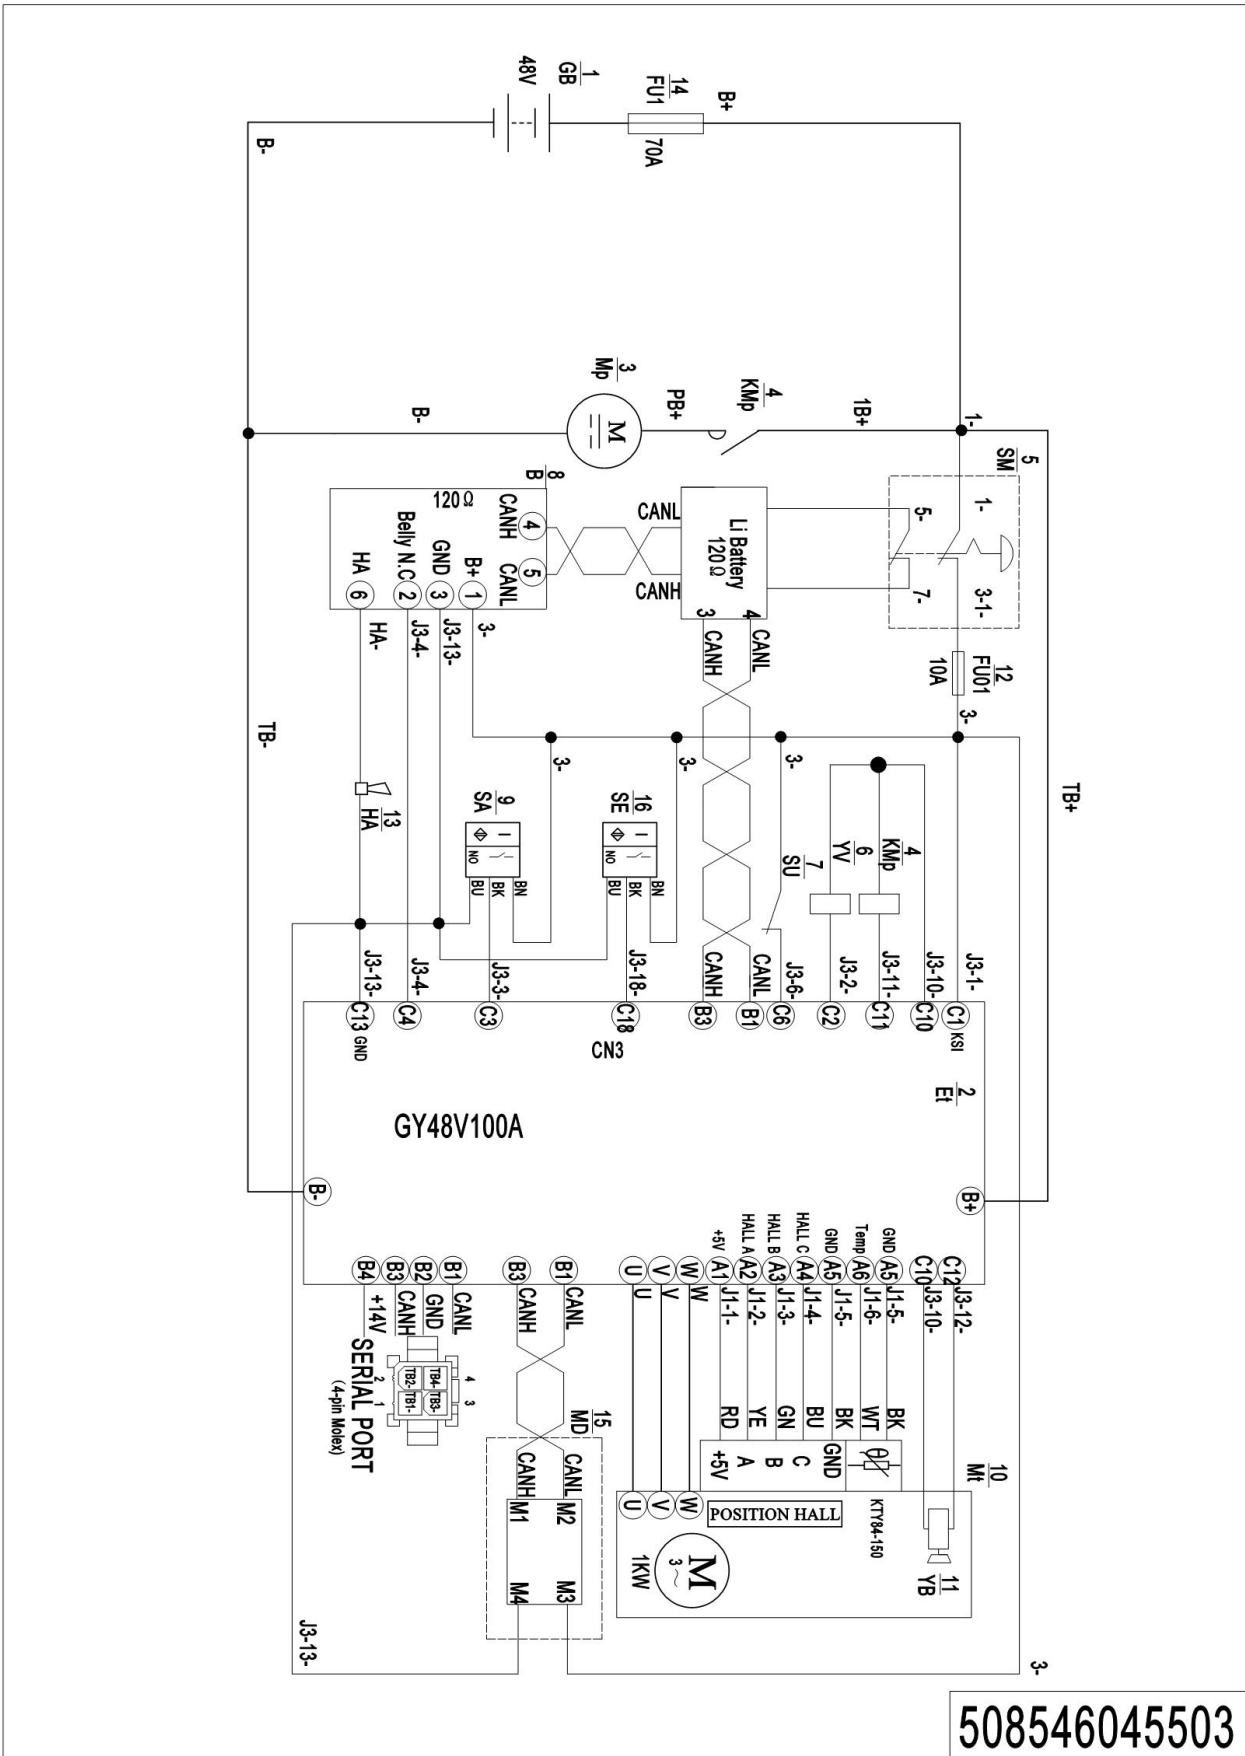 1
GB
48V
14
FU1
70A
B+
B-
3
Mp
4
KMp
PB+
1B+
B-
1-
5
SM
1-
5-
3-1-
7-
8
B
120Ω
CANH
4
CANL
5
Belly N.C
GND
B+
HA
6
2
3
1
CANL
CANH
Li Battery
120Ω
3
4
CANH
CANL
HA-
J3-4-
J3-13-
3-
12
FU01
10A
3-
TB-
TB+
3-
3-
3-
13
HA
9
SA
NO
BU
BK
BN
16
SE
NO
BU
BK
BN
7
SU
6
YV
4
KMp
J3-13-
J3-4-
J3-3-
J3-18-
CANH
CANL
J3-6-
J3-2-
J3-11-
J3-10-
J3-1-
C13
C4
C3
C18
B3
B1
C6
C2
C11
C10
C1
GND
KSI
CN3
2
Et
GY48V100A
B-
B+
+5V
HALL A
HALL B
HALL C
GND
Temp
GND
B4
B3
B2
B1
B3
B1
U
V
W
A1
A2
A3
A4
A5
A6
A5
C10
C12
+14V
CANH
GND
CANL
CANH
CANL
U
V
W
J1-1-
J1-2-
J1-3-
J1-4-
J1-5-
J1-6-
J1-5-
J3-10-
J3-12-
SERIAL PORT
(4-pin Molex)
2
1
4
3
TB2-
TB4-
TB1-
TB3-
15
MD
CANH
CANL
M1
M2
M4
M3
RD
YE
GN
BU
BK
WT
BK
+5V
A
B
C
GND
θ
10
Mt
U
V
W
POSITION HALL
KTY84-150
M
3~
1KW
11
YB
J3-13-
3-
M
508546045503